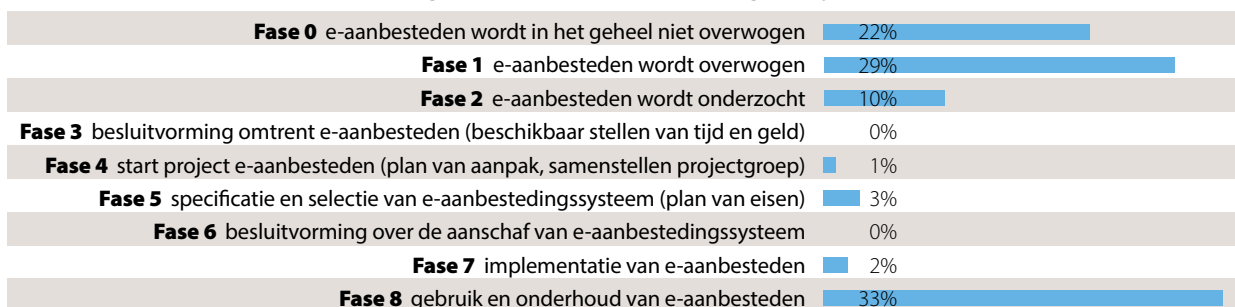 Fase 0 e-aanbesteden wordt in het geheel niet overwogen 22%
Fase 1 e-aanbesteden wordt overwogen 29%
Fase 2 e-aanbesteden wordt onderzocht 10%
Fase 3 besluitvorming omtrent e-aanbesteden (beschikbaar stellen van tijd en geld) 0%
Fase 4 start project e-aanbesteden (plan van aanpak, samenstellen projectgroep) 1%
Fase 5 specificatie en selectie van e-aanbestedingssysteem (plan van eisen) 3%
Fase 6 besluitvorming over de aanschaf van e-aanbestedingssysteem 0%
Fase 7 implementatie van e-aanbesteden 2%
Fase 8 gebruik en onderhoud van e-aanbesteden 33%